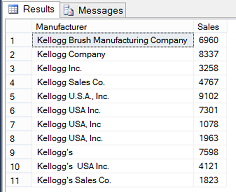 Results Messages
Manufacturer Sales
1 Kellogg Brush Manufacturing Company 6960
2 Kellogg Company 8337
3 Kellogg Inc. 3258
4 Kellogg Sales Co. 4767
5 Kellogg U.S.A., Inc. 9102
6 Kellogg USA Inc. 7301
7 Kellogg USA, Inc 1078
8 Kellogg USA, Inc. 1963
9 Kellogg's 7598
10 Kellogg's  USA Inc. 4121
11 Kellogg's Sales Co. 1823